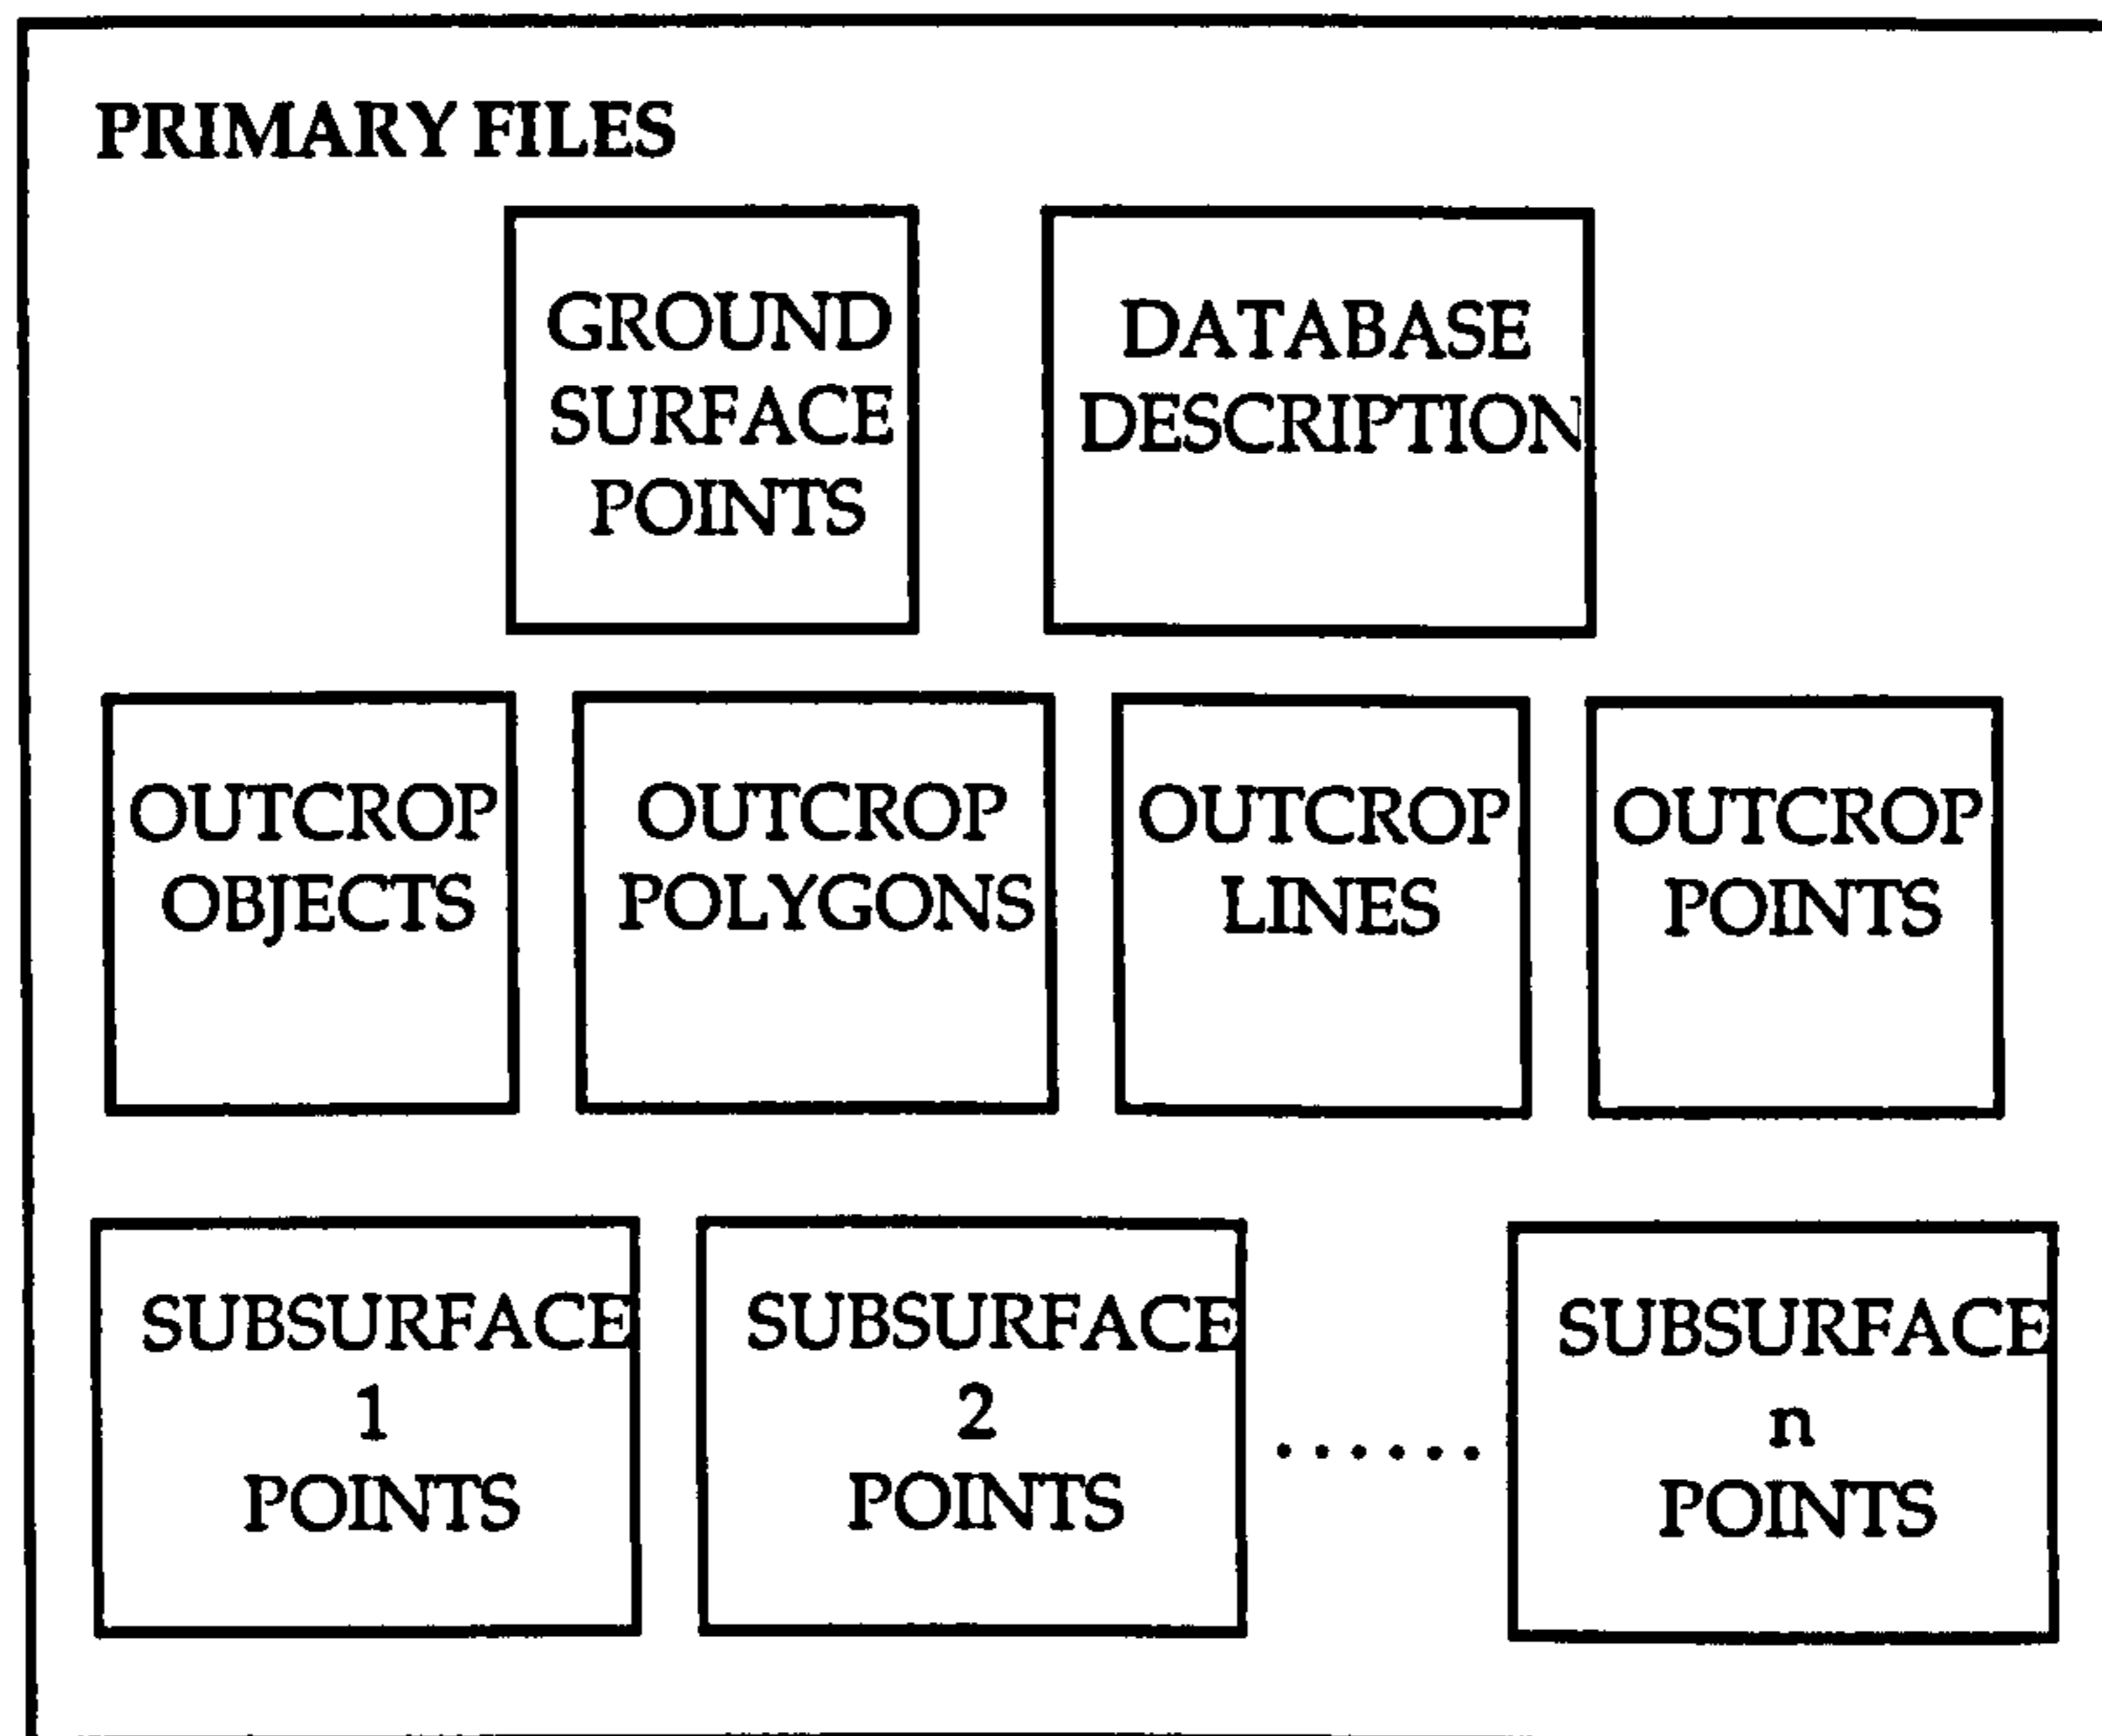 PRIMARY FILES
GROUND
SURFACE
POINTS
DATABASE
DESCRIPTION
OUTCROP
OBJECTS
OUTCROP
POLYGONS
OUTCROP
LINES
OUTCROP
POINTS
SUBSURFACE
1
POINTS
SUBSURFACE
2
POINTS
......
SUBSURFACE
n
POINTS